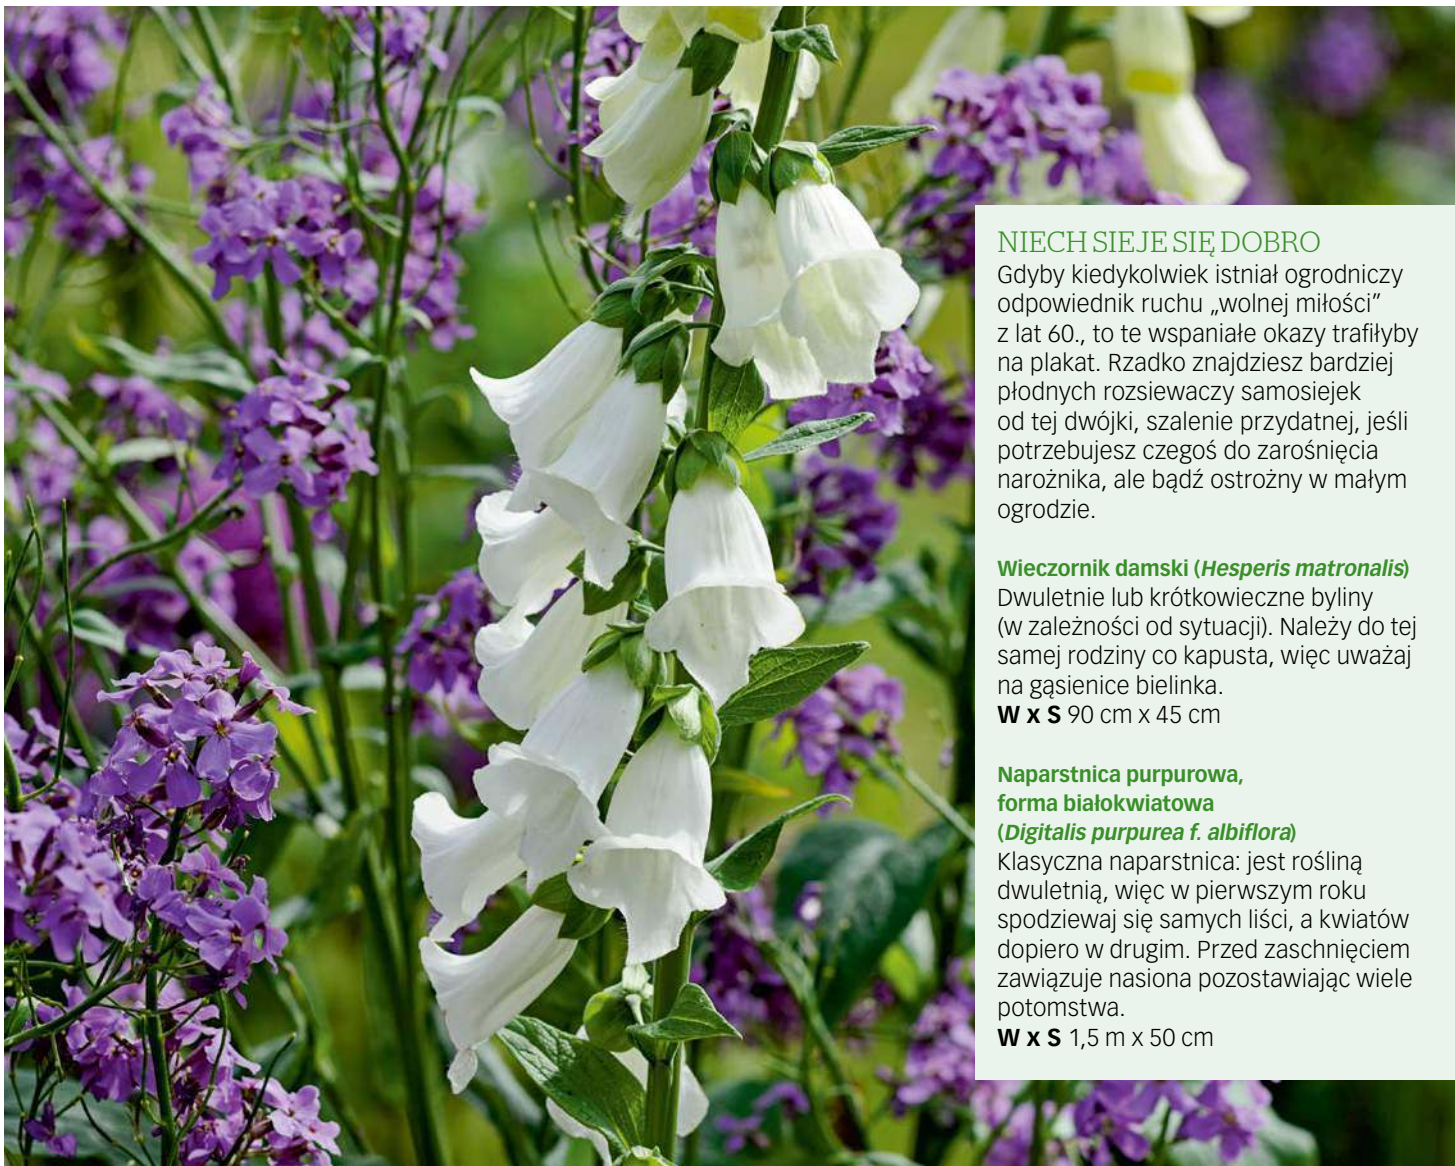 NIECH SIEJE SIĘ DOBRO
Gdyby kiedykolwiek istniał ogrodniczy
odpowiednik ruchu „wolnej miłości”
z lat 60., to te wspaniałe okazy trafiłyby
na plakat. Rzadko znajdziesz bardziej
płodnych rozsiewaczy samosiejek
od tej dwójki, szalenie przydatnej, jeśli
potrzebujesz czegoś do zarośnięcia
narożnika, ale bądź ostrożny w małym
ogrodzie.
Wieczornik damski (Hesperis matronalis)
Dwuletnie lub krótkowieczne byliny
(w zależności od sytuacji). Należy do tej
samej rodziny co kapusta, więc uważaj
na gąsienice bielinka.
W x S 90 cm x 45 cm
Naparstnica purpurowa,
forma białokwiatowa
(Digitalis purpurea f. albiflora)
Klasyczna naparstnica: jest rośliną
dwuletnią, więc w pierwszym roku
spodziewaj się samych liści, a kwiatów
dopiero w drugim. Przed zaschnięciem
zawiązuje nasiona pozostawiając wiele
potomstwa.
W x S 1,5 m x 50 cm